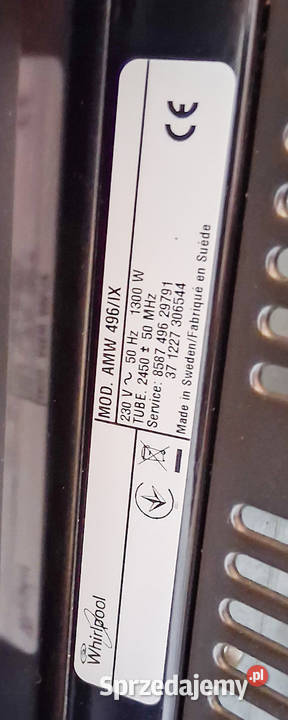 Whirlpool
MOD. AMW 496/IX
230 V ~ 50 Hz 1300 W
TUBE. 2450 ± 50 MHz
Service: 8587 496 29791
37 1227 306544
Made in Sweden/Fabriqué en Suéde
CE
Sprzedajemy.pl